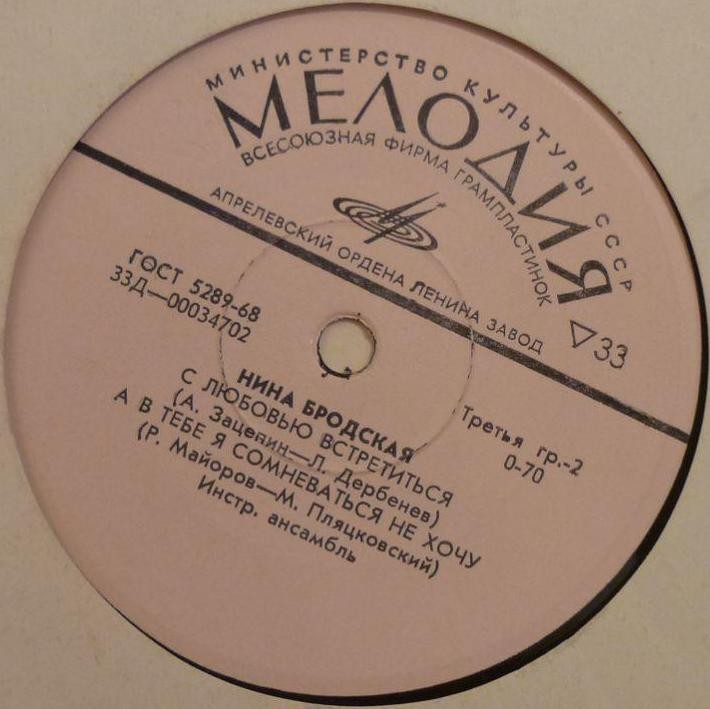 МИНИСТЕРСТВО КУЛЬТУРЫ СССР
МЕЛОДИЯ
ВСЕСОЮЗНАЯ ФИРМА ГРАМПЛАСТИНОК
АПРЕЛЕВСКИЙ ОРДЕНА ЛЕНИНА ЗАВОД
33
ГОСТ 5289-68
33Д—00034702
Третья гр.-2
0-70
НИНА БРОДСКАЯ
С ЛЮБОВЬЮ ВСТРЕТИТЬСЯ
(А. Зацепин—Л. Дербенев)
А В ТЕБЕ Я СОМНЕВАТЬСЯ НЕ ХОЧУ
(Р. Майоров—М. Пляцковский)
Инстр. ансамбль